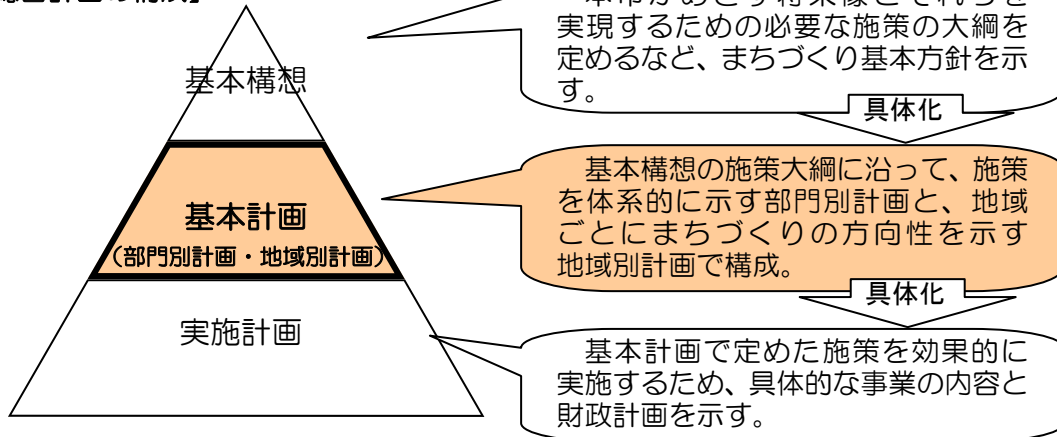 基本構想
実現するための必要な施策の大綱を
定めるなど、まちづくり基本方針を示
す。
具体化
基本計画
（部門別計画・地域別計画）
基本構想の施策大綱に沿って、施策
を体系的に示す部門別計画と、地域
ごとにまちづくりの方向性を示す
地域別計画で構成。
具体化
実施計画
基本計画で定めた施策を効果的に
実施するため、具体的な事業の内容と
財政計画を示す。